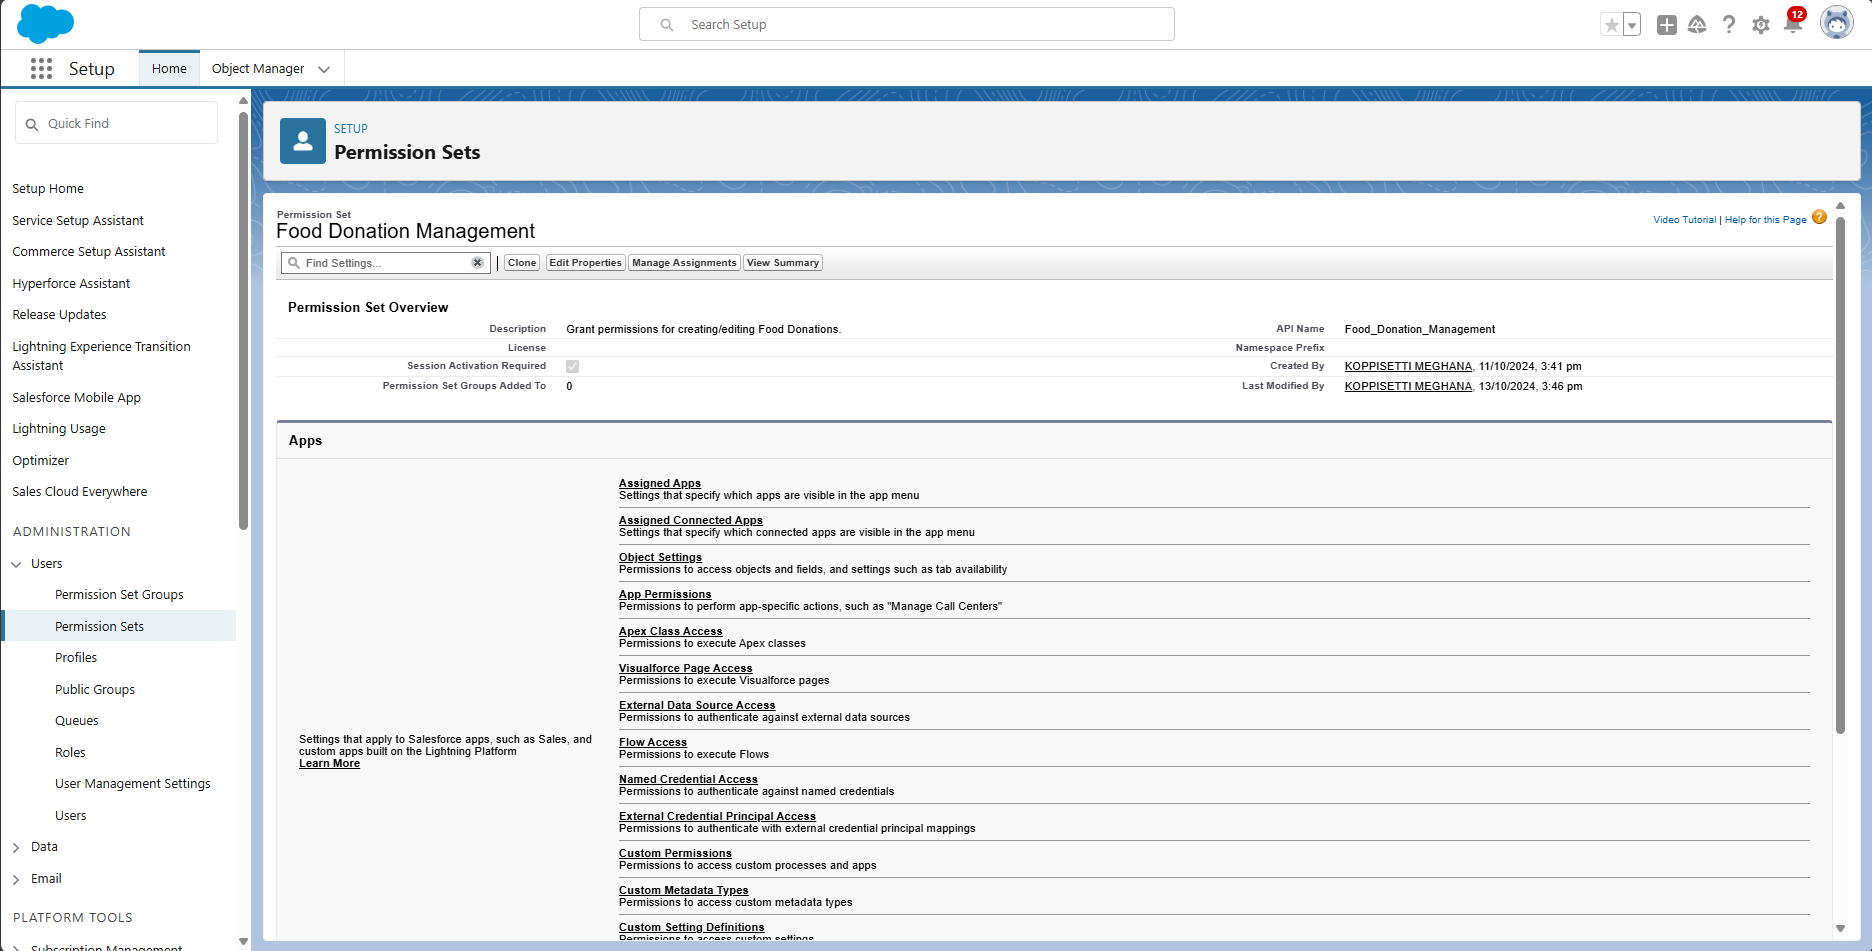 Search Setup
12
Setup
Home
Object Manager
Quick Find
Setup Home
Service Setup Assistant
Commerce Setup Assistant
Hyperforce Assistant
Release Updates
Lightning Experience Transition
Assistant
Salesforce Mobile App
Lightning Usage
Optimizer
Sales Cloud Everywhere
ADMINISTRATION
Users
Permission Set Groups
Permission Sets
Profiles
Public Groups
Queues
Roles
User Management Settings
Users
Data
Email
PLATFORM TOOLS
Subscription Management
SETUP
Permission Sets
Permission Set
Food Donation Management
Video Tutorial | Help for this Page ?
Find Settings...
Clone
Edit Properties
Manage Assignments
View Summary
Permission Set Overview
Description Grant permissions for creating/editing Food Donations. API Name Food_Donation_Management
License Namespace Prefix
Session Activation Required Created By KOPPISETTI MEGHANA, 11/10/2024, 3:41 pm
Permission Set Groups Added To 0 Last Modified By KOPPISETTI MEGHANA, 13/10/2024, 3:46 pm
Apps
Settings that apply to Salesforce apps, such as Sales, and
custom apps built on the Lightning Platform
Learn More
Assigned Apps
Settings that specify which apps are visible in the app menu
Assigned Connected Apps
Settings that specify which connected apps are visible in the app menu
Object Settings
Permissions to access objects and fields, and settings such as tab availability
App Permissions
Permissions to perform app-specific actions, such as "Manage Call Centers"
Apex Class Access
Permissions to execute Apex classes
Visualforce Page Access
Permissions to execute Visualforce pages
External Data Source Access
Permissions to authenticate against external data sources
Flow Access
Permissions to execute Flows
Named Credential Access
Permissions to authenticate against named credentials
External Credential Principal Access
Permissions to authenticate with external credential principal mappings
Custom Permissions
Permissions to access custom processes and apps
Custom Metadata Types
Permissions to access custom metadata types
Custom Setting Definitions
Permissions to access custom settings